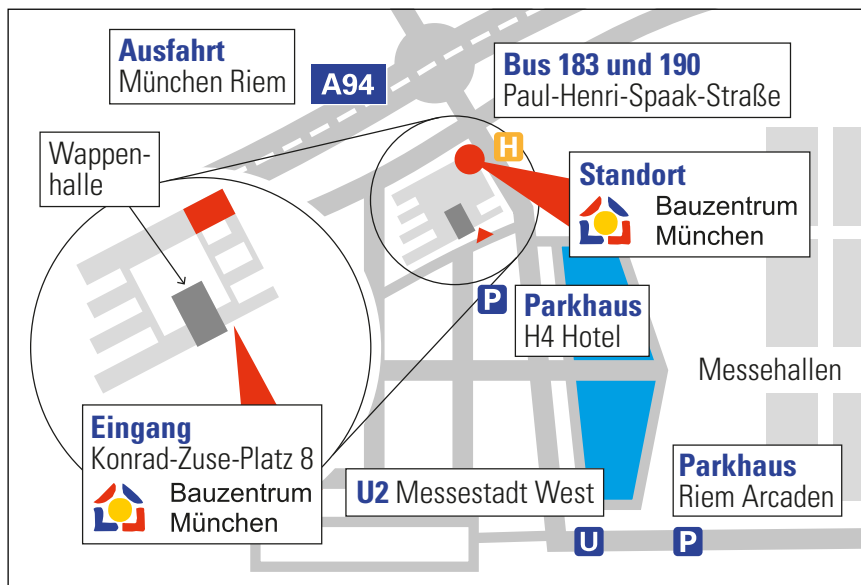 Ausfahrt
München Riem
A94
Bus 183 und 190
Paul-Henri-Spaak-Straße
H
Wappen-
halle
Standort
Bauzentrum
München
P
Parkhaus
H4 Hotel
Messehallen
Eingang
Konrad-Zuse-Platz 8
Bauzentrum
München
U2 Messestadt West
Parkhaus
Riem Arcaden
U
P